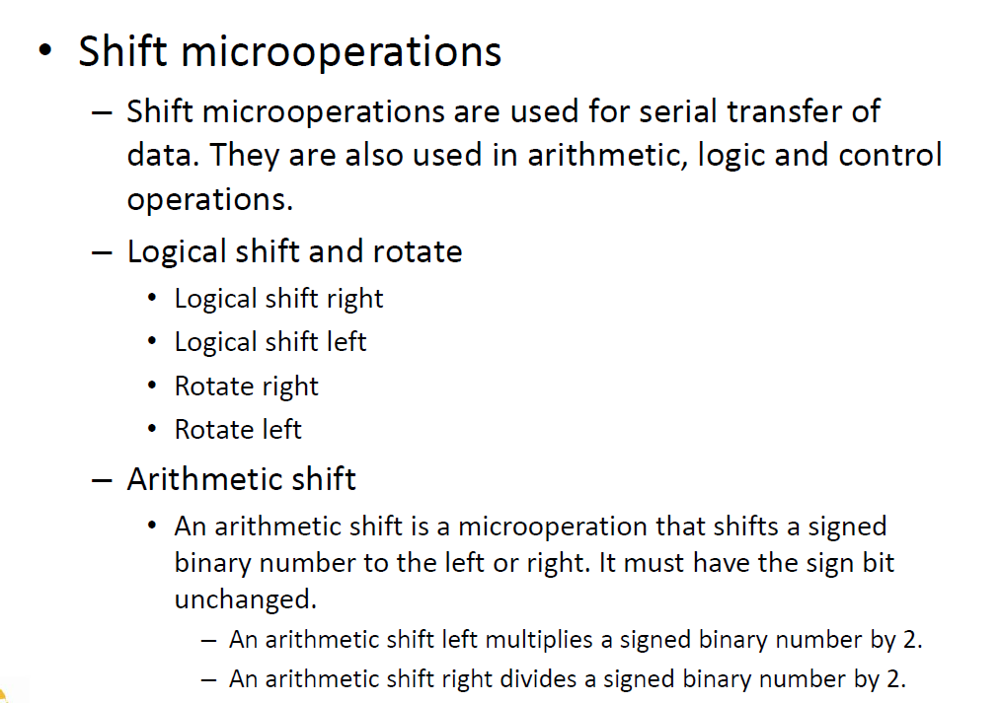 • Shift microoperations
– Shift microoperations are used for serial transfer of
data. They are also used in arithmetic, logic and control
operations.
– Logical shift and rotate
• Logical shift right
• Logical shift left
• Rotate right
• Rotate left
– Arithmetic shift
• An arithmetic shift is a microoperation that shifts a signed
binary number to the left or right. It must have the sign bit
unchanged.
– An arithmetic shift left multiplies a signed binary number by 2.
– An arithmetic shift right divides a signed binary number by 2.